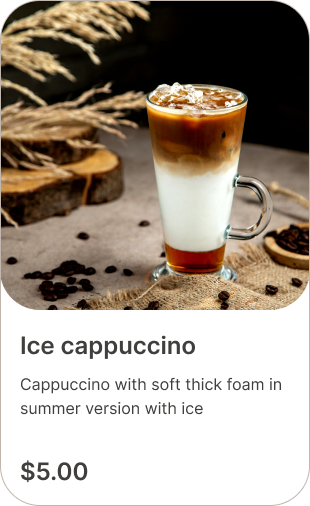 Ice cappuccino
Cappuccino with soft thick foam in
summer version with ice
$5.00